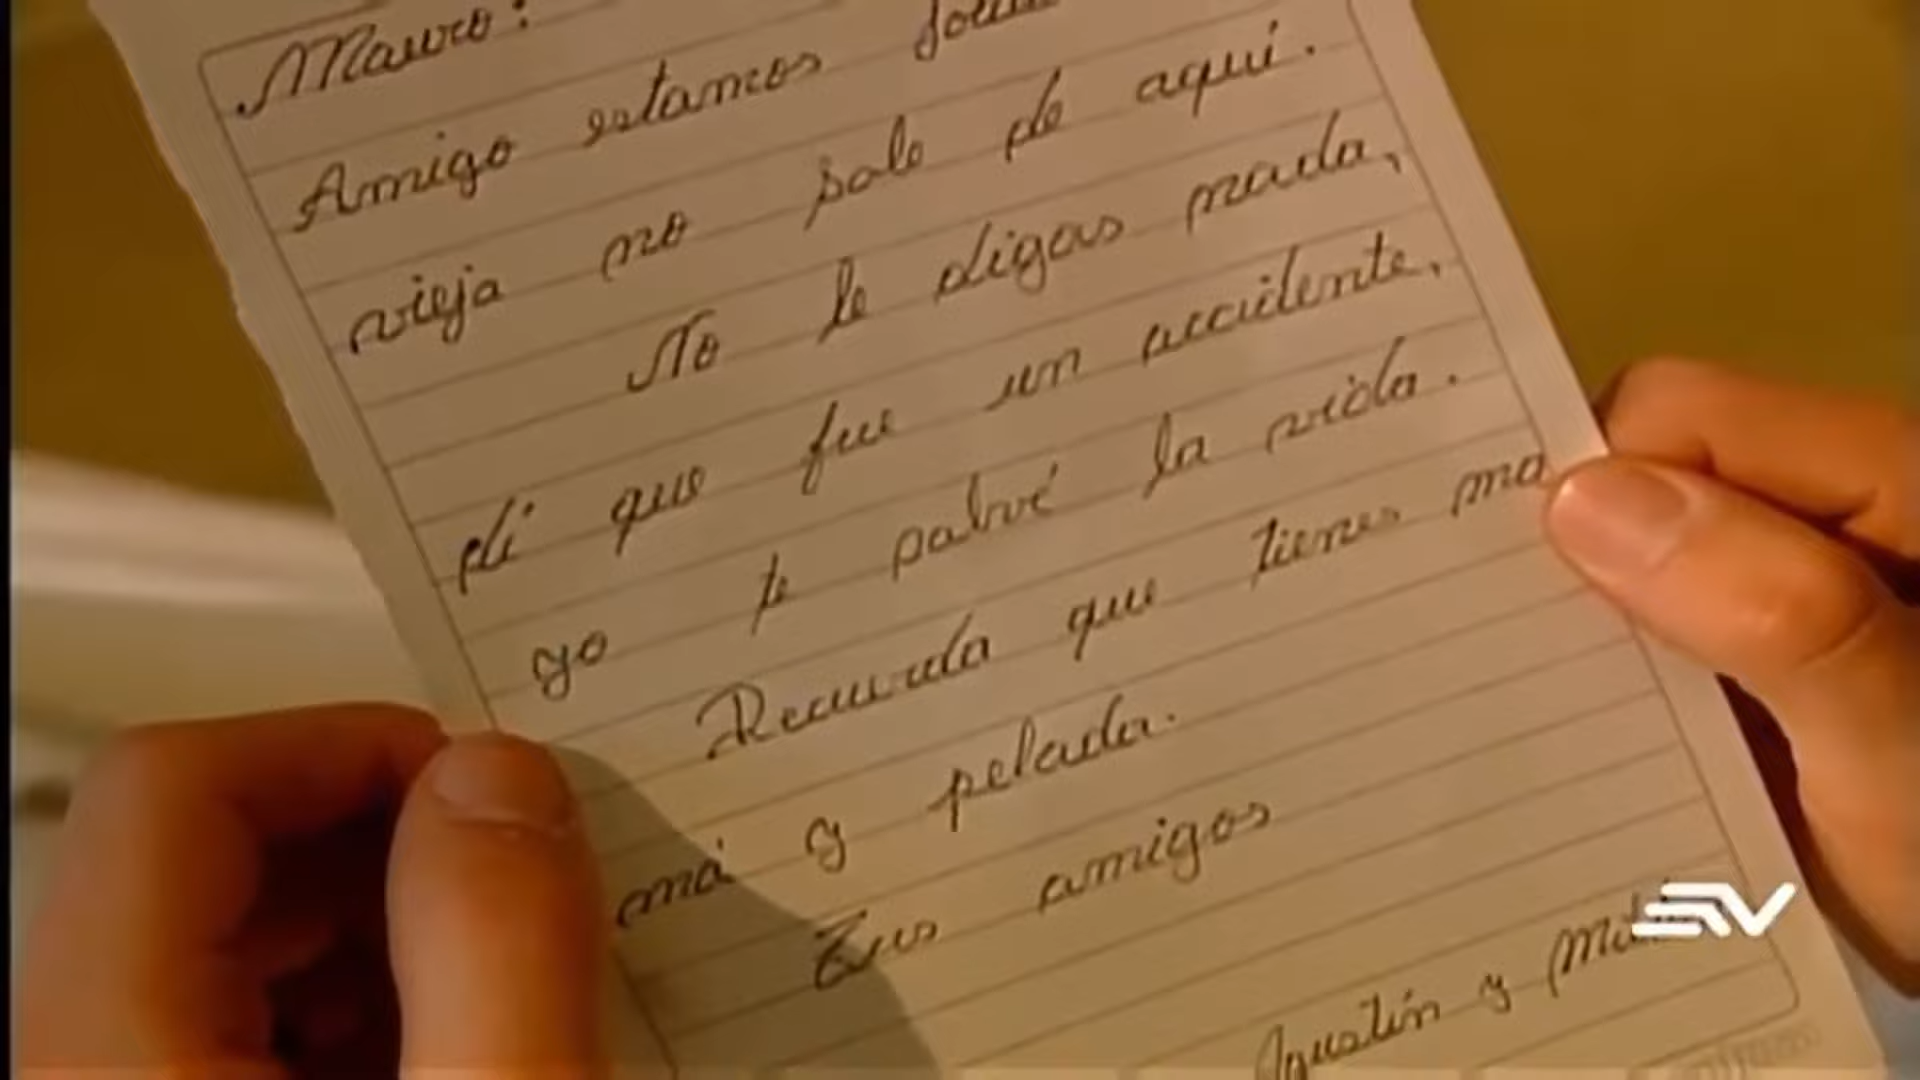 Mauro:
Amigo estamos
vieja no sale de aquí.
No le digas nada,
di que fue un accidente,
yo te salvé la vida.
Recuerda que tienes ma
má y pelada.
Tus amigos
Agustín y